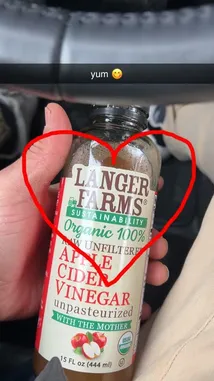 yum 😋
LANGER
FARMS®
SUSTAINABILITY
Organic 100%
RAW UNFILTERED
APPLE
CIDER
VINEGAR
unpasteurized
WITH THE MOTHER
15 FL OZ (444 ml)
USDA